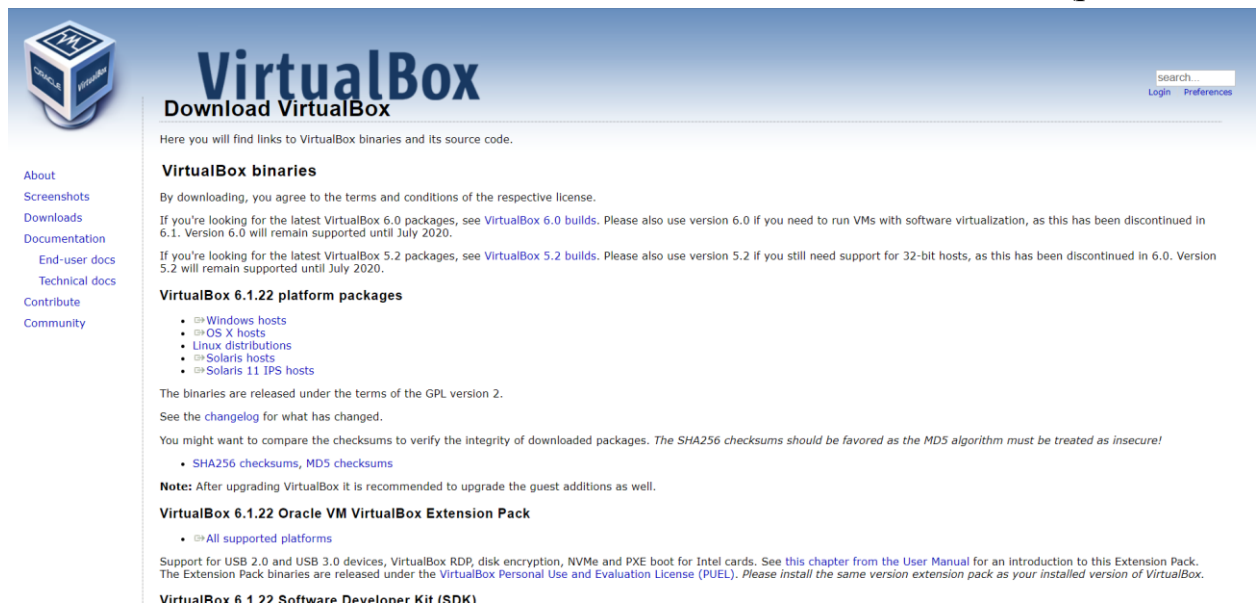 VirtualBox
ORACLE
VirtualBox
Download VirtualBox
search...
Login Preferences
Here you will find links to VirtualBox binaries and its source code.
About
Screenshots
Downloads
Documentation
End-user docs
Technical docs
Contribute
Community
VirtualBox binaries
By downloading, you agree to the terms and conditions of the respective license.
If you're looking for the latest VirtualBox 6.0 packages, see VirtualBox 6.0 builds. Please also use version 6.0 if you need to run VMs with software virtualization, as this has been discontinued in
6.1. Version 6.0 will remain supported until July 2020.
If you're looking for the latest VirtualBox 5.2 packages, see VirtualBox 5.2 builds. Please also use version 5.2 if you still need support for 32-bit hosts, as this has been discontinued in 6.0. Version
5.2 will remain supported until July 2020.
VirtualBox 6.1.22 platform packages
• Windows hosts
• OS X hosts
• Linux distributions
• Solaris hosts
• Solaris 11 IPS hosts
The binaries are released under the terms of the GPL version 2.
See the changelog for what has changed.
You might want to compare the checksums to verify the integrity of downloaded packages. The SHA256 checksums should be favored as the MD5 algorithm must be treated as insecure!
• SHA256 checksums, MD5 checksums
Note: After upgrading VirtualBox it is recommended to upgrade the guest additions as well.
VirtualBox 6.1.22 Oracle VM VirtualBox Extension Pack
• All supported platforms
Support for USB 2.0 and USB 3.0 devices, VirtualBox RDP, disk encryption, NVMe and PXE boot for Intel cards. See this chapter from the User Manual for an introduction to this Extension Pack.
The Extension Pack binaries are released under the VirtualBox Personal Use and Evaluation License (PUEL). Please install the same version extension pack as your installed version of VirtualBox.
VirtualBox 6.1.22 Software Developer Kit (SDK)